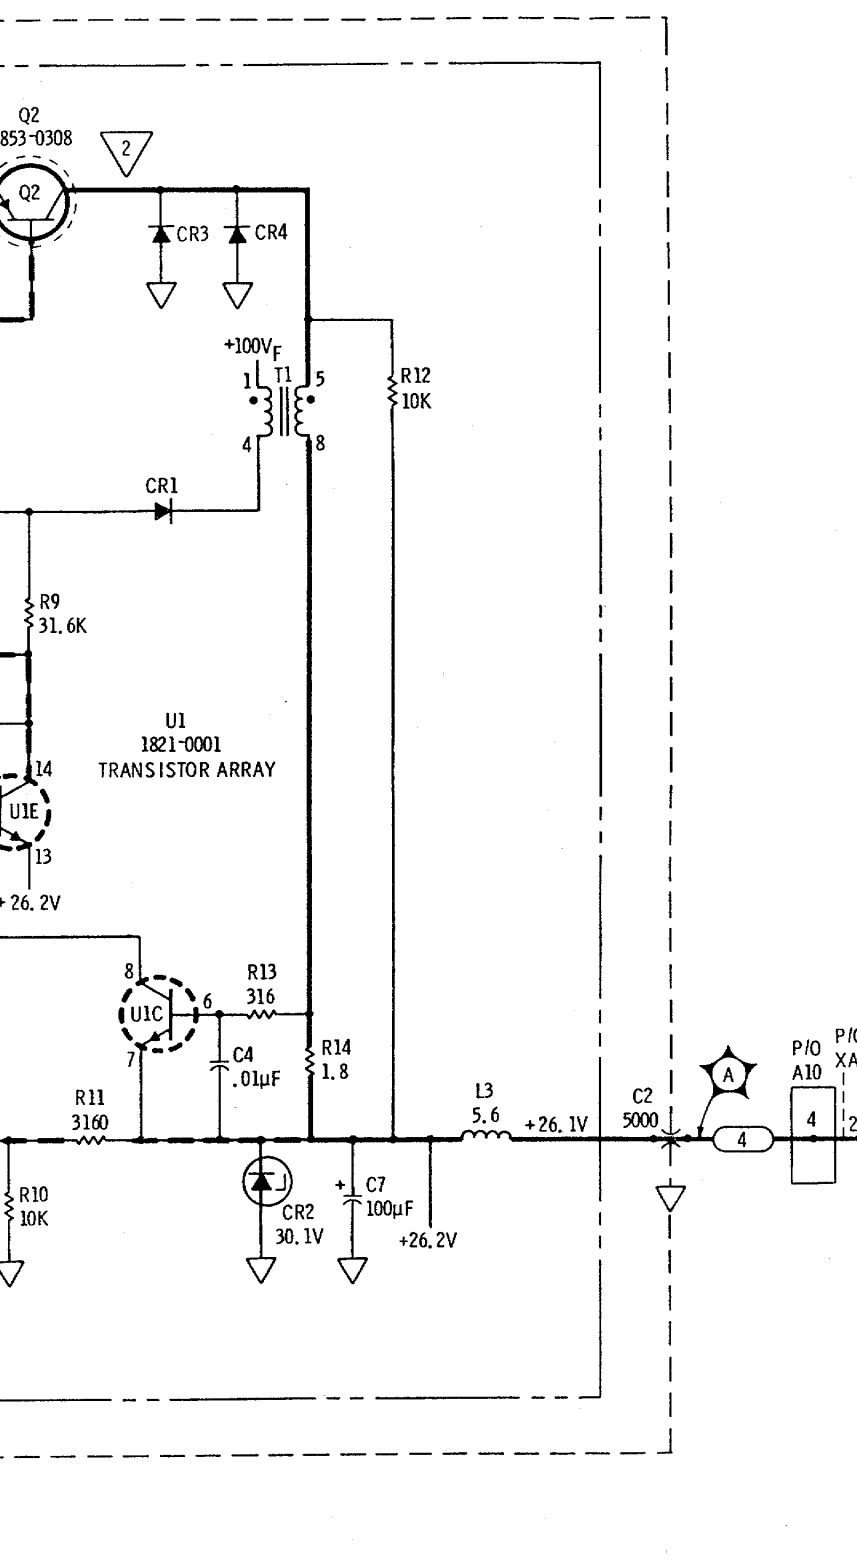 Q2
853-0308
2
Q2
CR3
CR4
+100VF
T1
1
5
R12
10K
4
8
CR1
R9
31.6K
U1
1821-0001
TRANSISTOR ARRAY
14
U1E
13
+ 26.2V
8
R13
316
6
U1C
7
C4
.01µF
R14
1.8
R11
3160
L3
5.6
+26.1V
C2
5000
A
4
P/O
A10
4
P/O
XA
2
R10
10K
CR2
30.1V
+
C7
100µF
+26.2V